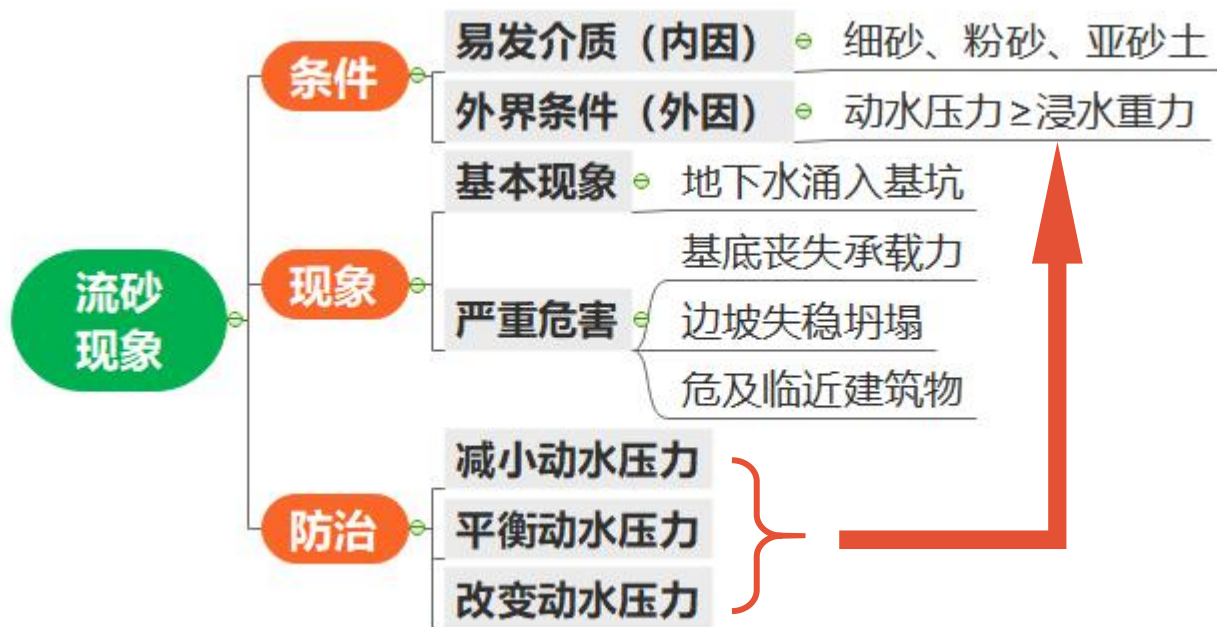 流砂
现象
条件
易发介质（内因）
细砂、粉砂、亚砂土
外界条件（外因）
动水压力≥浸水重力
现象
基本现象
地下水涌入基坑
严重危害
基底丧失承载力
边坡失稳坍塌
危及临近建筑物
防治
减小动水压力
平衡动水压力
改变动水压力